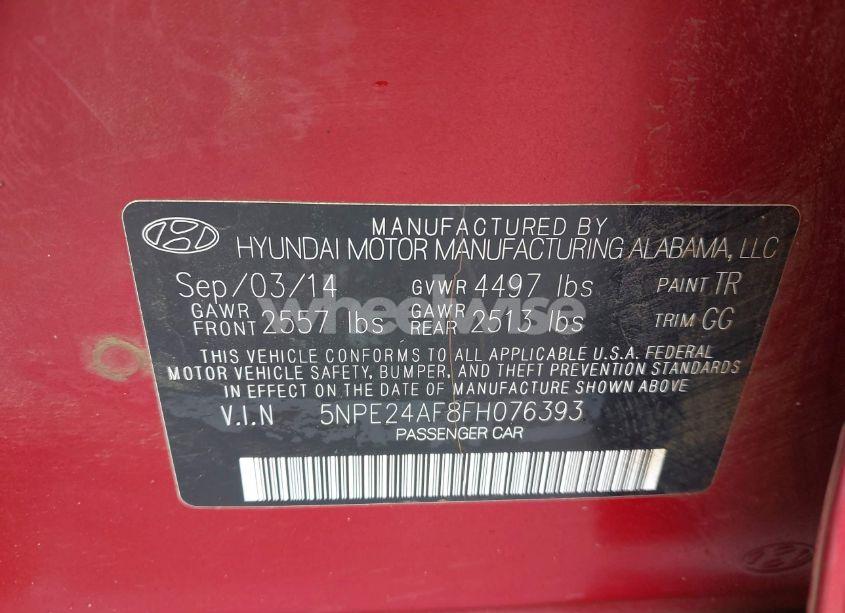 MANUFACTURED BY
HYUNDAI MOTOR MANUFACTURING ALABAMA, LLC
Sep/03/14 GVWR 4497 lbs PAINT TR
GAWR FRONT 2557 lbs GAWR REAR 2513 lbs TRIM GG
THIS VEHICLE CONFORMS TO ALL APPLICABLE U.S.A. FEDERAL
MOTOR VEHICLE SAFETY, BUMPER, AND THEFT PREVENTION STANDARDS
IN EFFECT ON THE DATE OF MANUFACTURE SHOWN ABOVE
V.I.N 5NPE24AF8FH076393
PASSENGER CAR
wheelwise